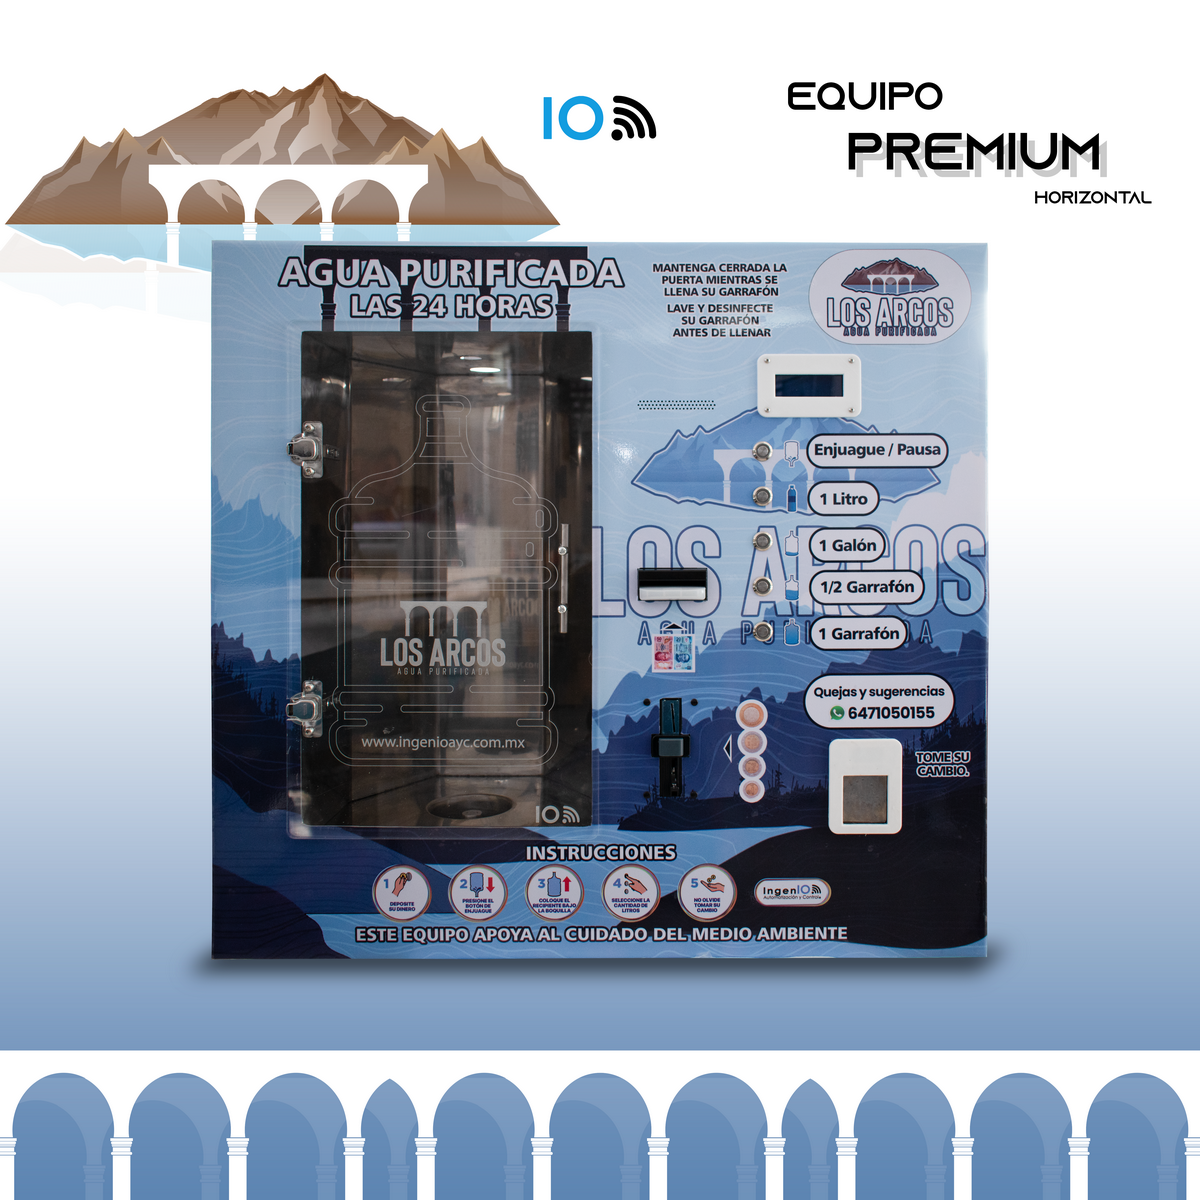 IO
EQUIPO
PREMIUM
HORIZONTAL
AGUA PURIFICADA
LAS 24 HORAS
MANTENGA CERRADA LA
PUERTA MIENTRAS SE
LLENA SU GARRAFÓN
LAVE Y DESINFECTE
SU GARRAFÓN
ANTES DE LLENAR
LOS ARCOS
AGUA PURIFICADA
Enjuague / Pausa
1 Litro
1 Galón
1/2 Garrafón
1 Garrafón
LOS ARCOS
LOS ARCOS
AGUA PURIFICADA
www.ingenioayc.com.mx
IO
Quejas y sugerencias
6471050155
TOME SU
CAMBIO.
INSTRUCCIONES
1
DEPOSITE
SU DINERO
2
PRESIONE EL
BOTÓN DE
ENJUAGUE
3
COLOQUE EL
RECIPIENTE BAJO
LA BOQUILLA
4
SELECCIONE LA
CANTIDAD DE
LITROS
5
NO OLVIDE
TOMAR SU
CAMBIO
IngenIO
Automatización y Control
ESTE EQUIPO APOYA AL CUIDADO DEL MEDIO AMBIENTE